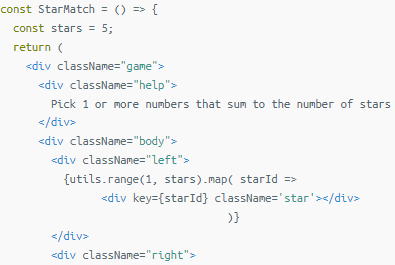 const StarMatch = () => {
const stars = 5;
return (
<div className="game">
<div className="help">
Pick 1 or more numbers that sum to the number of stars
</div>
<div className="body">
<div className="left">
{utils.range(1, stars).map( starId =>
<div key={starId} className='star'></div>
)}
</div>
<div className="right">